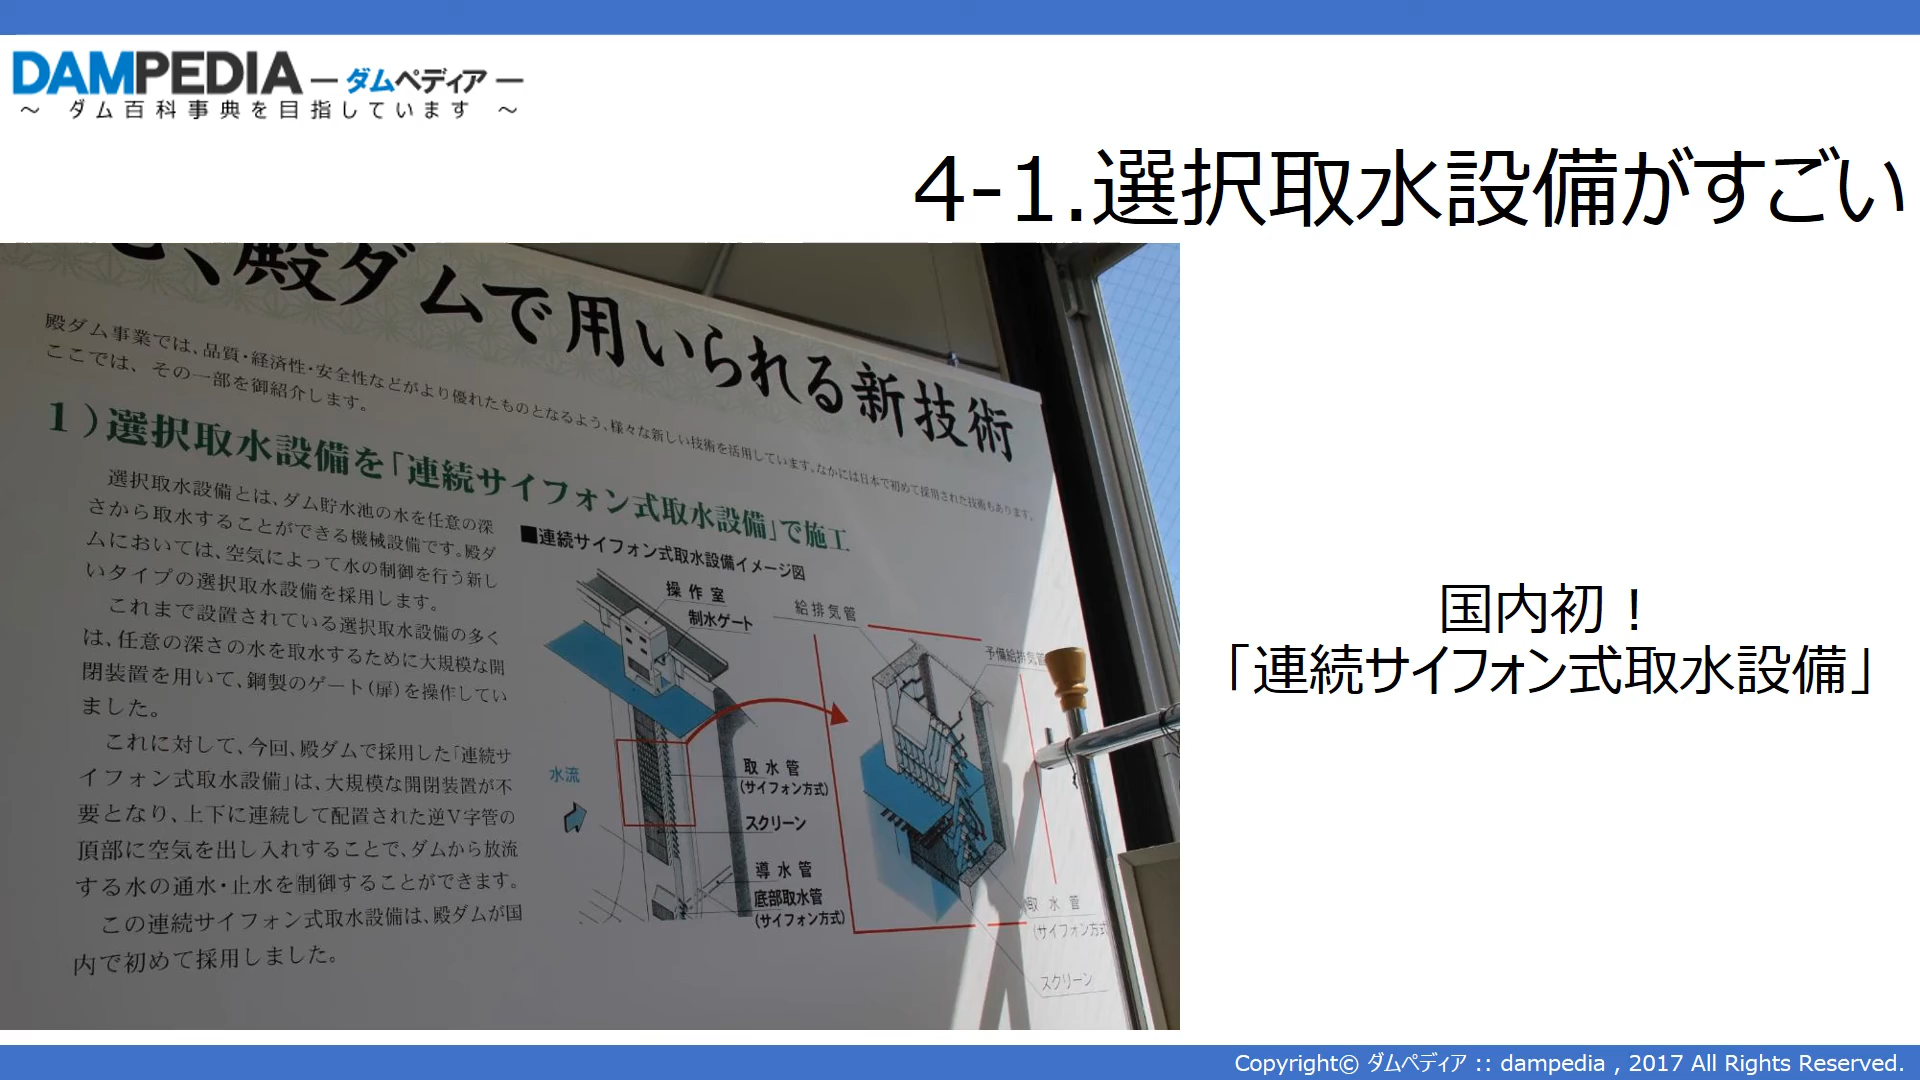 DAMPEDIA ― ダムペディア ―
～ ダム百科事典を目指しています ～
4-1.選択取水設備がすごい
、殿ダムで用いられる新技術
殿ダム事業では、品質・経済性・安全性などがより優れたものとなるよう、様々な新しい技術を活用しています。なかには日本で初めて採用された技術もあります。
ここでは、その一部を御紹介します。
1）選択取水設備を「連続サイフォン式取水設備」で施工
選択取水設備とは、ダム貯水池の水を任意の深
さから取水することができる機械設備です。殿ダ
ムにおいては、空気によって水の制御を行う新し
いタイプの選択取水設備を採用します。
これまで設置されている選択取水設備の多く
は、任意の深さの水を取水するために大規模な開
閉装置を用いて、鋼製のゲート（扉）を操作してい
ました。
これに対して、今回、殿ダムで採用した「連続サ
イフォン式取水設備」は、大規模な開閉装置が不
要となり、上下に連続して配置された逆V字管の
頂部に空気を出し入れすることで、ダムから放流
する水の通水・止水を制御することができます。
この連続サイフォン式取水設備は、殿ダムが国
内で初めて採用しました。
■連続サイフォン式取水設備イメージ図
操作室
制水ゲート
給排気管
予備給排気管
水流
取水管
(サイフォン方式)
スクリーン
導水管
底部取水管
(サイフォン方式)
取水管
(サイフォン方式
スクリーン
国内初！
「連続サイフォン式取水設備」
Copyright© ダムペディア :: dampedia , 2017 All Rights Reserved.